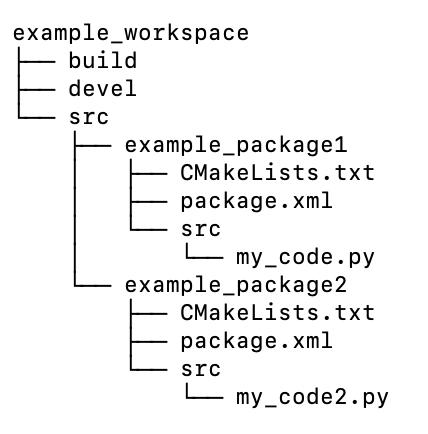 example_workspace
├── build
├── devel
└── src
    ├── example_package1
    │   ├── CMakeLists.txt
    │   ├── package.xml
    │   └── src
    │       └── my_code.py
    └── example_package2
        ├── CMakeLists.txt
        ├── package.xml
        └── src
            └── my_code2.py